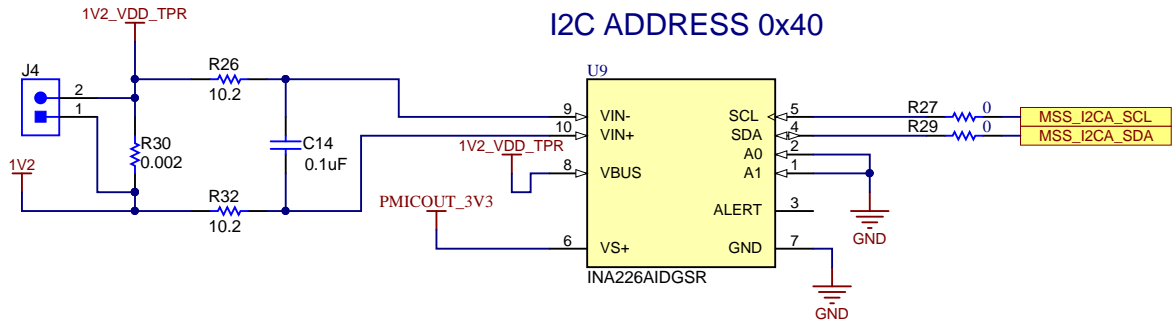 I2C ADDRESS 0x40
1V2_VDD_TPR
J4
2
1
R26
10.2
R30
0.002
C14
0.1uF
1V2
R32
10.2
U9
9 VIN- SCL 5
10 VIN+ SDA 4
A0 2
1V2_VDD_TPR
8 VBUS A1 1
PMICOUT_3V3
ALERT 3
6 VS+ GND 7
INA226AIDGSR
R27 0 MSS_I2CA_SCL
R29 0 MSS_I2CA_SDA
GND
GND